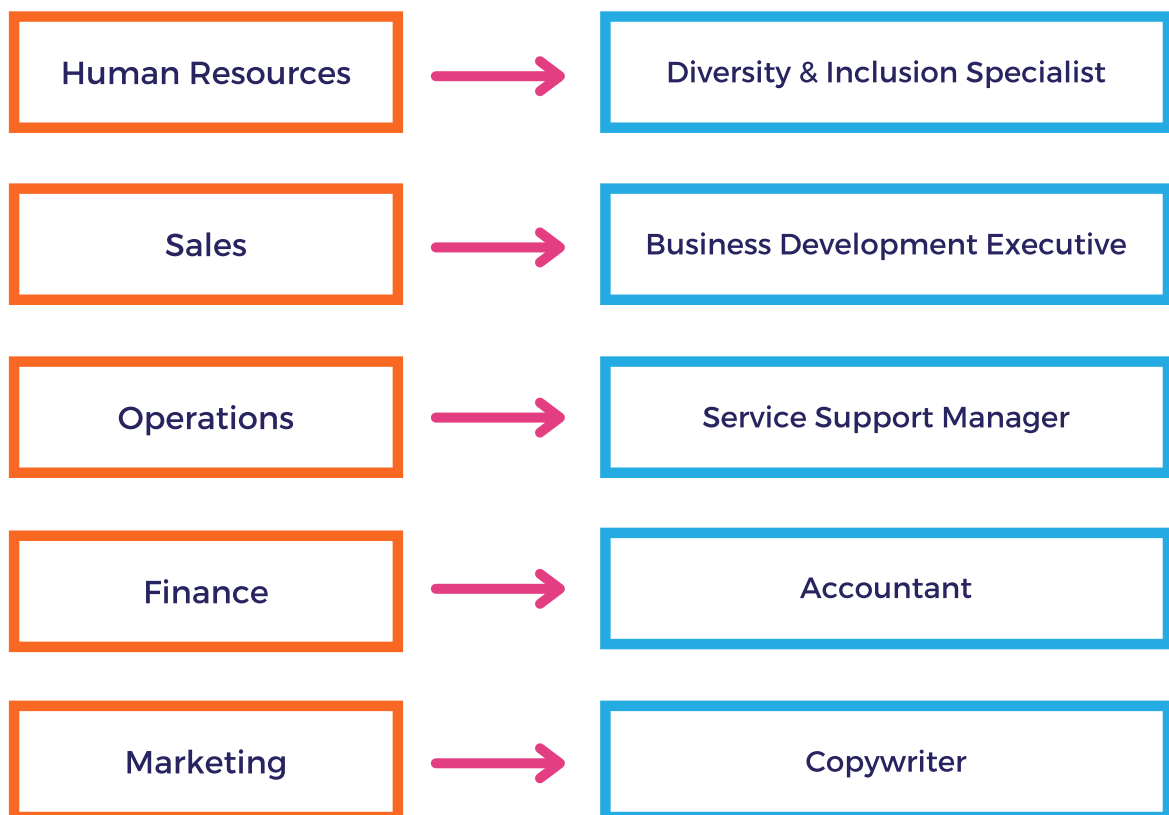 Human Resources
Diversity & Inclusion Specialist
Sales
Business Development Executive
Operations
Service Support Manager
Finance
Accountant
Marketing
Copywriter